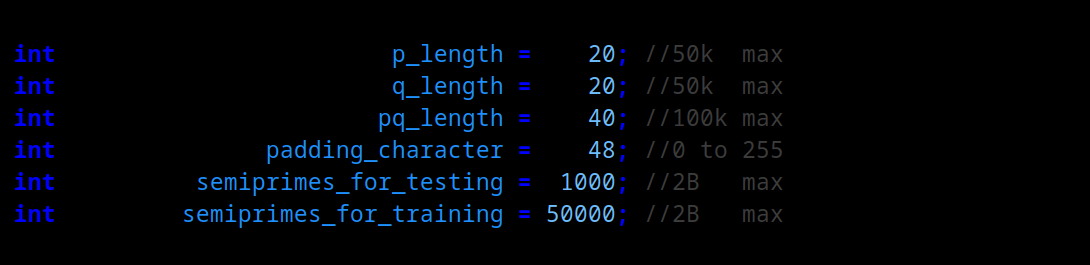 int                        p_length =    20; //50k  max
int                        q_length =    20; //50k  max
int                       pq_length =    40; //100k max
int               padding_character =    48; //0 to 255
int          semiprimes_for_testing =  1000; //2B   max
int         semiprimes_for_training = 50000; //2B   max